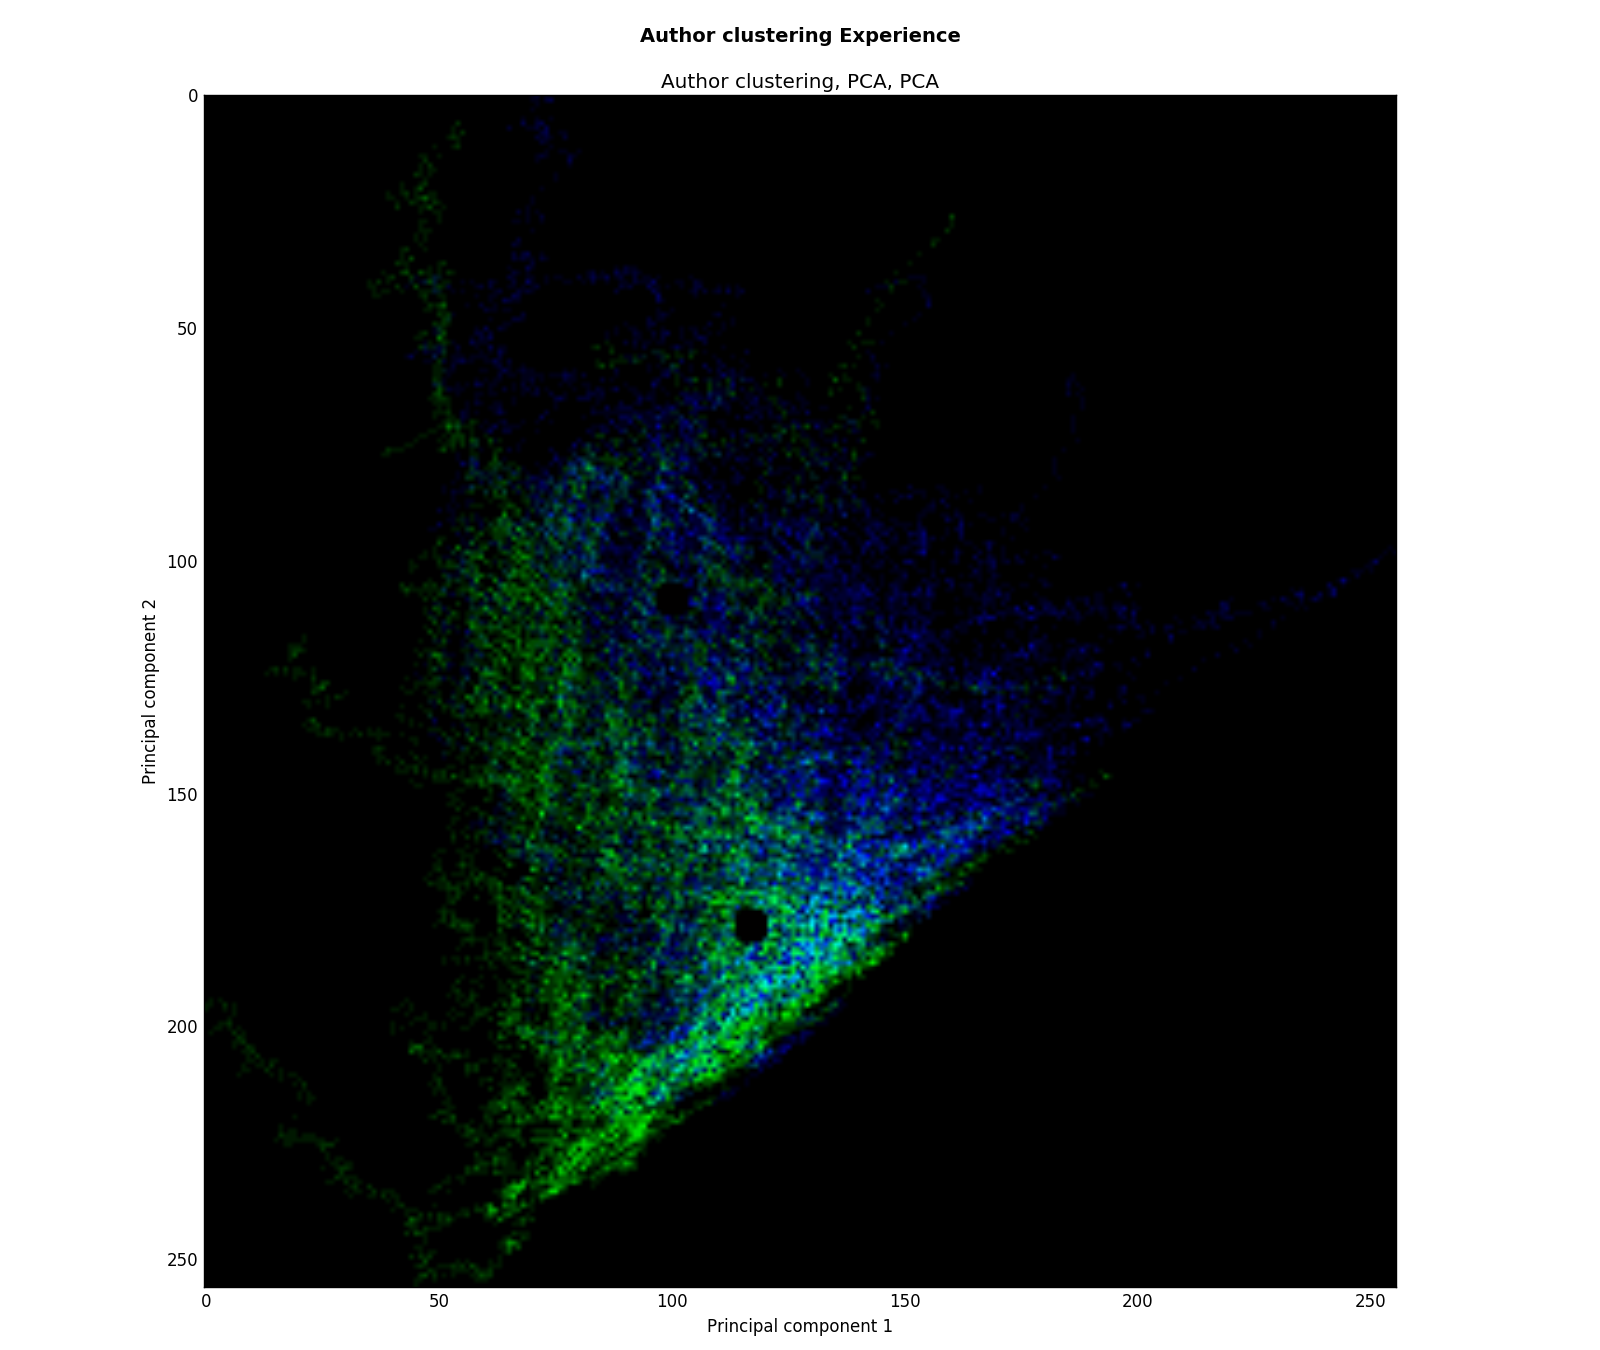 Author clustering Experience
Author clustering, PCA, PCA
0
50
100
150
200
250
Principal component 2
0 50 100 150 200 250
Principal component 1